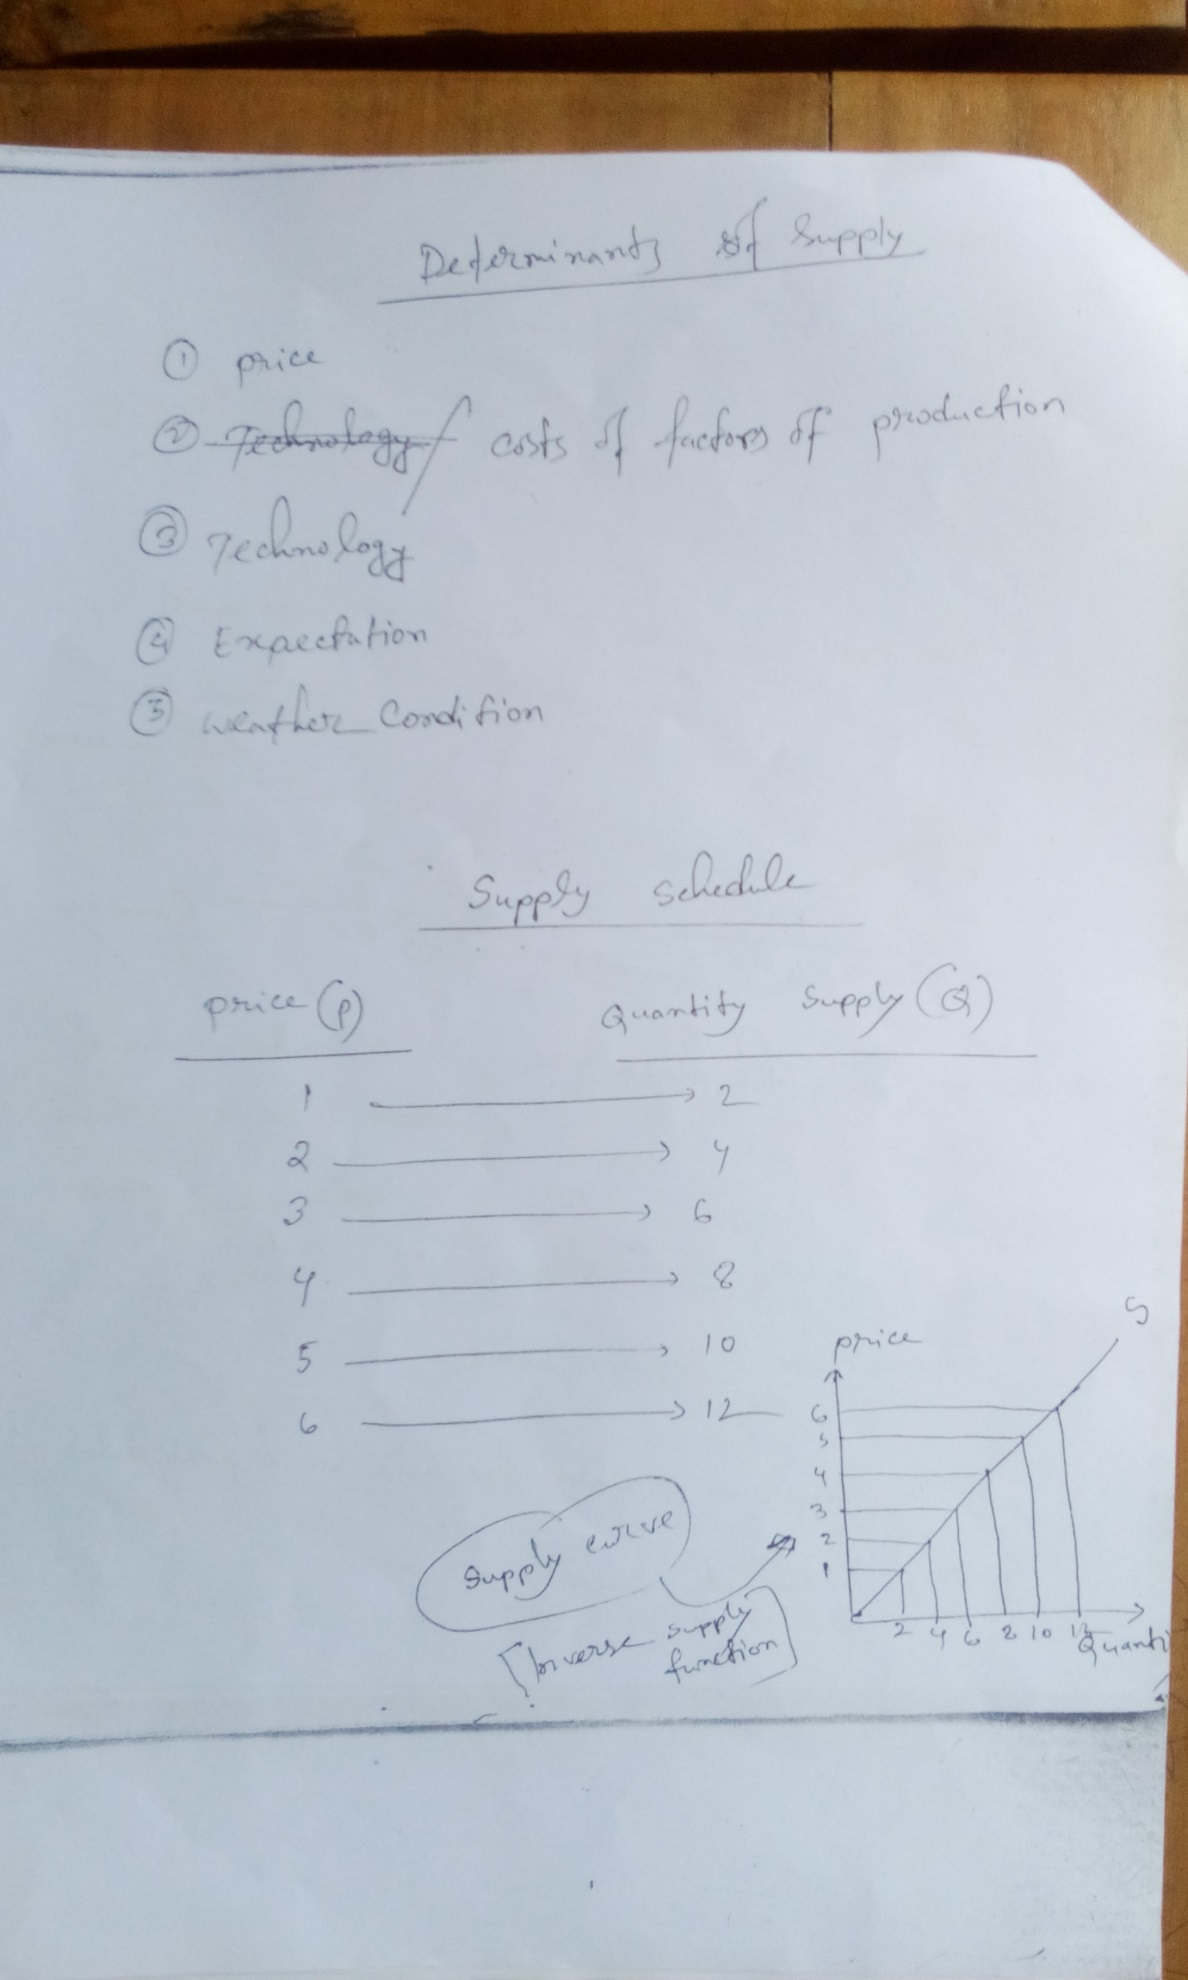 Determinants of Supply
① price
② Technology / costs of factors of production
③ Technology
④ Expectation
⑤ weather condition
Supply schedule
price (p) Quantity Supply (Q)
1 → 2
2 → 4
3 → 6
4 → 8
5 → 10
6 → 12
S
price
6
5
4
3
2
1
2 4 6 8 10 12
Quanti
Supply curve
[Inverse supply
function]